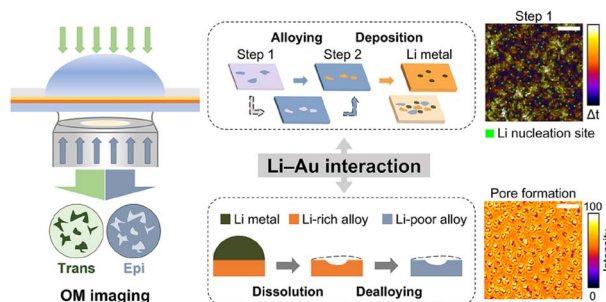 Step 1
Alloying Deposition
Step 1 Step 2 Li metal
Δt
Li nucleation site
Li–Au interaction
Pore formation
100
Li metal Li-rich alloy Li-poor alloy
Trans Epi
0
Dissolution Dealloying
OM imaging